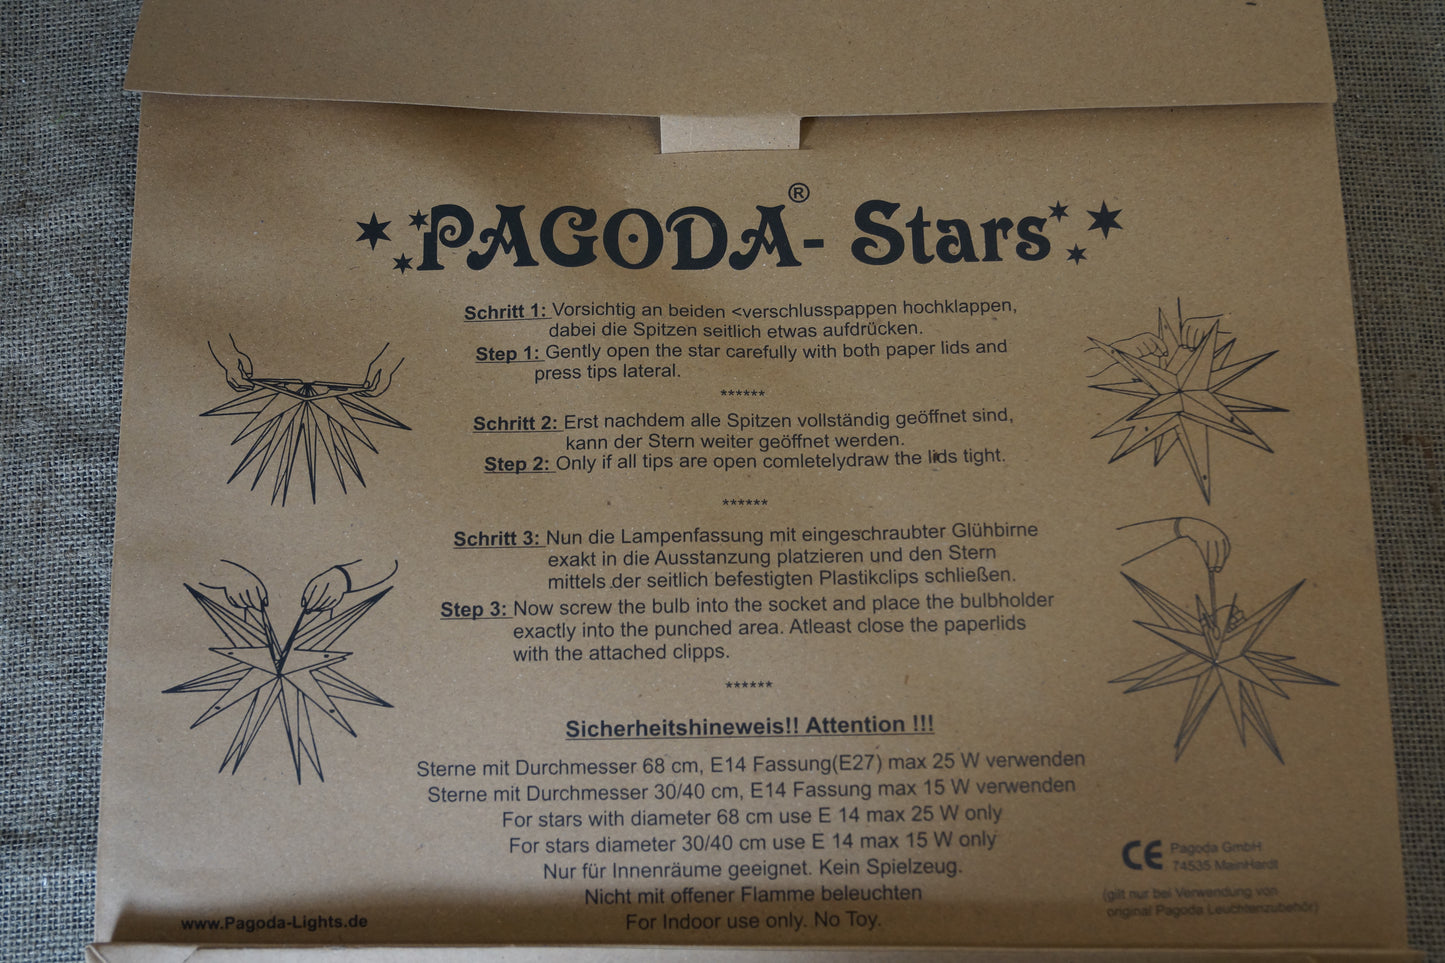 PAGODA®- Stars
Schritt 1: Vorsichtig an beiden <verschlusspappen hochklappen,
dabei die Spitzen seitlich etwas aufdrücken.
Step 1: Gently open the star carefully with both paper lids and
press tips lateral.
******
Schritt 2: Erst nachdem alle Spitzen vollständig geöffnet sind,
kann der Stern weiter geöffnet werden.
Step 2: Only if all tips are open comletelydraw the lids tight.
******
Schritt 3: Nun die Lampenfassung mit eingeschraubter Glühbirne
exakt in die Ausstanzung platzieren und den Stern
mittels der seitlich befestigten Plastikclips schließen.
Step 3: Now screw the bulb into the socket and place the bulbholder
exactly into the punched area. Atleast close the paperlids
with the attached clipps.
******
Sicherheitshineweis!! Attention !!!
Sterne mit Durchmesser 68 cm, E14 Fassung(E27) max 25 W verwenden
Sterne mit Durchmesser 30/40 cm, E14 Fassung max 15 W verwenden
For stars with diameter 68 cm use E 14 max 25 W only
For stars diameter 30/40 cm use E 14 max 15 W only
Nur für Innenräume geeignet. Kein Spielzeug.
Nicht mit offener Flamme beleuchten
For Indoor use only. No Toy.
www.Pagoda-Lights.de
CE Pagoda GmbH
74535 MainHardt
(gilt nur bei Verwendung von
original Pagoda Leuchtenzubehör)